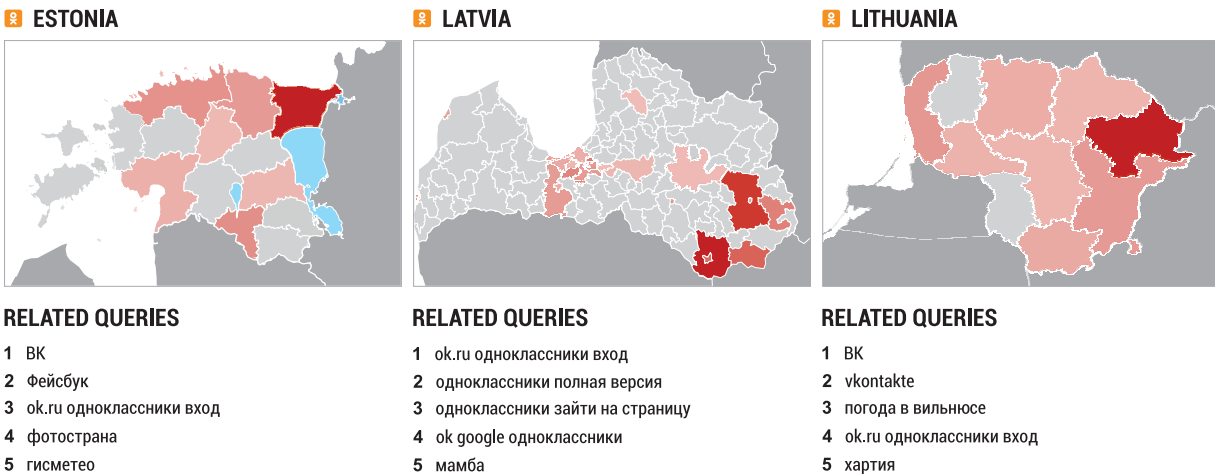 ESTONIA
LATVIA
LITHUANIA
RELATED QUERIES
1 ВК
2 Фейсбук
3 ok.ru одноклассники вход
4 фотострана
5 гисметео
RELATED QUERIES
1 ok.ru одноклассники вход
2 одноклассники полная версия
3 одноклассники зайти на страницу
4 ok google одноклассники
5 мамба
RELATED QUERIES
1 ВК
2 vkontakte
3 погода в вильнюсе
4 ok.ru одноклассники вход
5 хартия